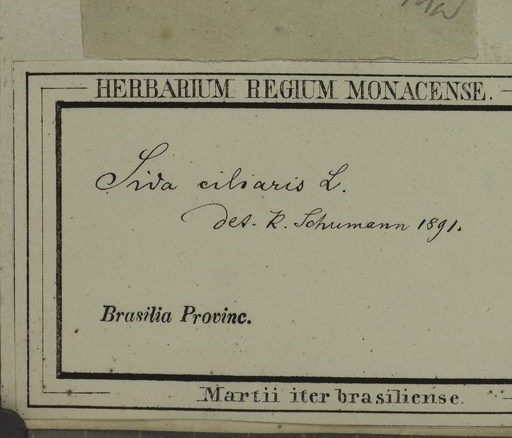 HERBARIUM REGIUM MONACENSE.
Sida ciliaris L.
det. K. Schumann 1891.
Brasilia Provinc.
Martii iter brasiliense.